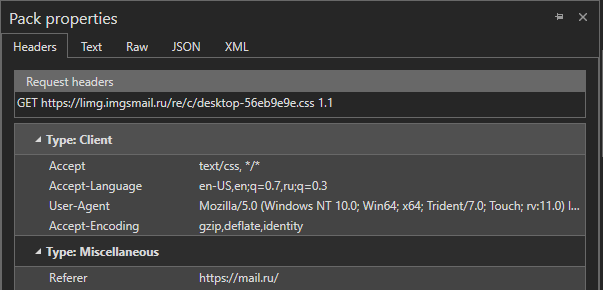 Pack properties
Headers Text Raw JSON XML
Request headers
GET https://limg.imgsmail.ru/re/c/desktop-56eb9e9e.css 1.1
Type: Client
Accept text/css, */*
Accept-Language en-US,en;q=0.7,ru;q=0.3
User-Agent Mozilla/5.0 (Windows NT 10.0; Win64; x64; Trident/7.0; Touch; rv:11.0) l...
Accept-Encoding gzip,deflate,identity
Type: Miscellaneous
Referer https://mail.ru/